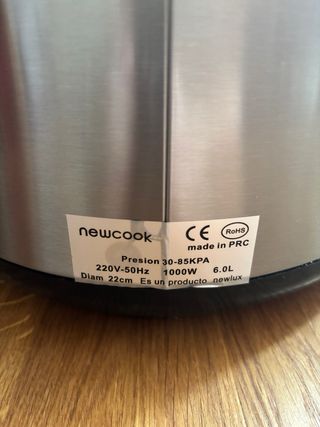 newcook CE RoHS
made in PRC
Presion 30-85KPA
220V-50Hz 1000W 6.0L
Diam 22cm Es un producto newlux